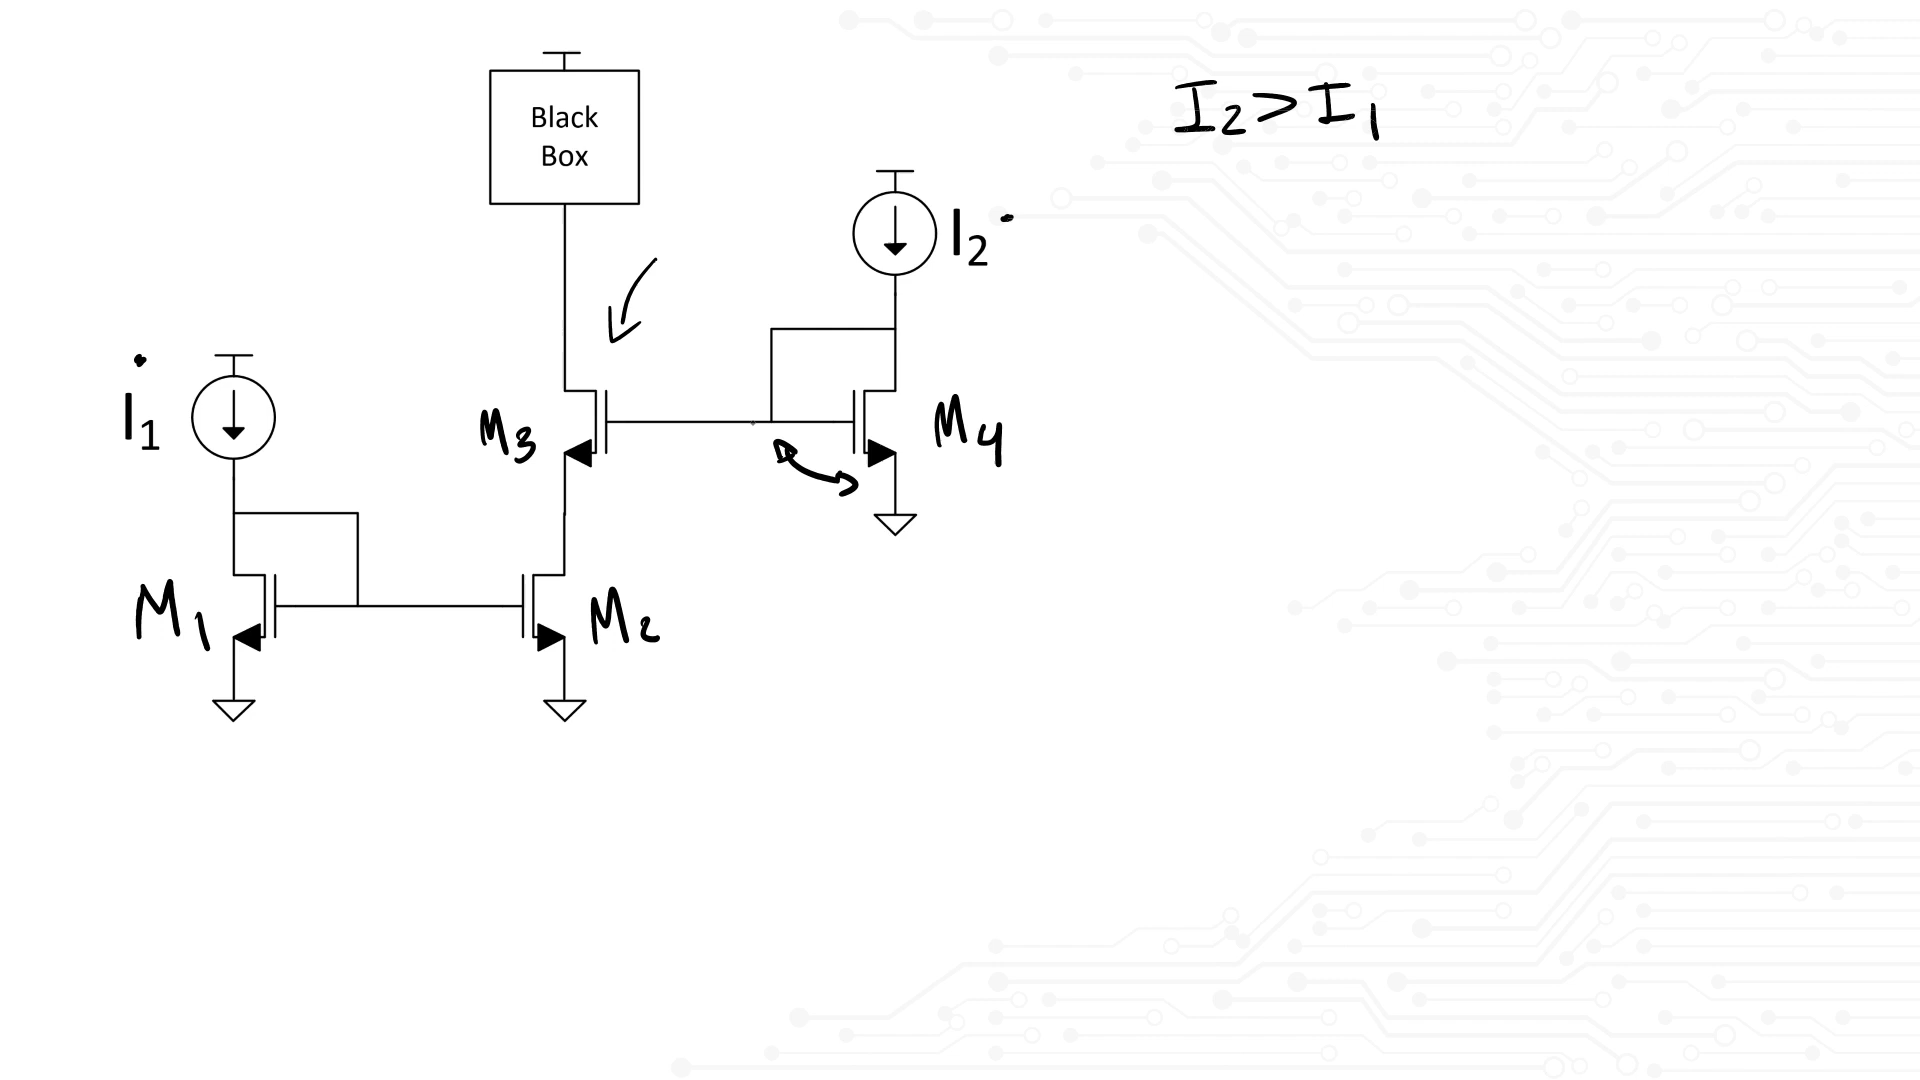 Black
Box
I₂ > I₁
I₂
I₁
M₃
M₄
M₁
M₂